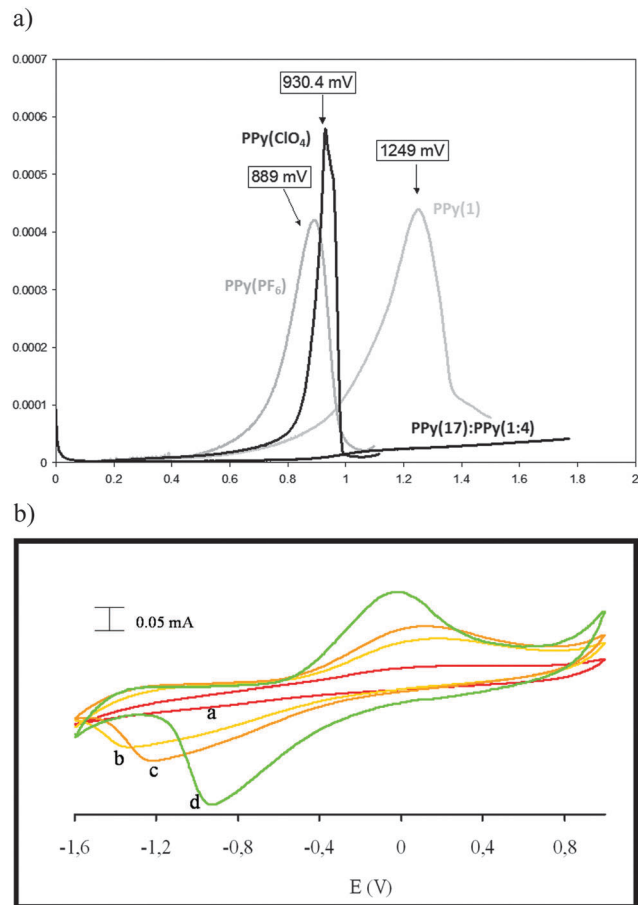 a)
0.0007
0.0006
0.0005
0.0004
0.0003
0.0002
0.0001
0
0 0.2 0.4 0.6 0.8 1 1.2 1.4 1.6 1.8 2
930.4 mV
PPy(ClO₄)
1249 mV
889 mV
PPy(1)
PPy(PF₆)
PPy(17):PPy(1:4)
b)
0.05 mA
a
b
c
d
-1,6 -1,2 -0,8 -0,4 0 0,4 0,8
E (V)